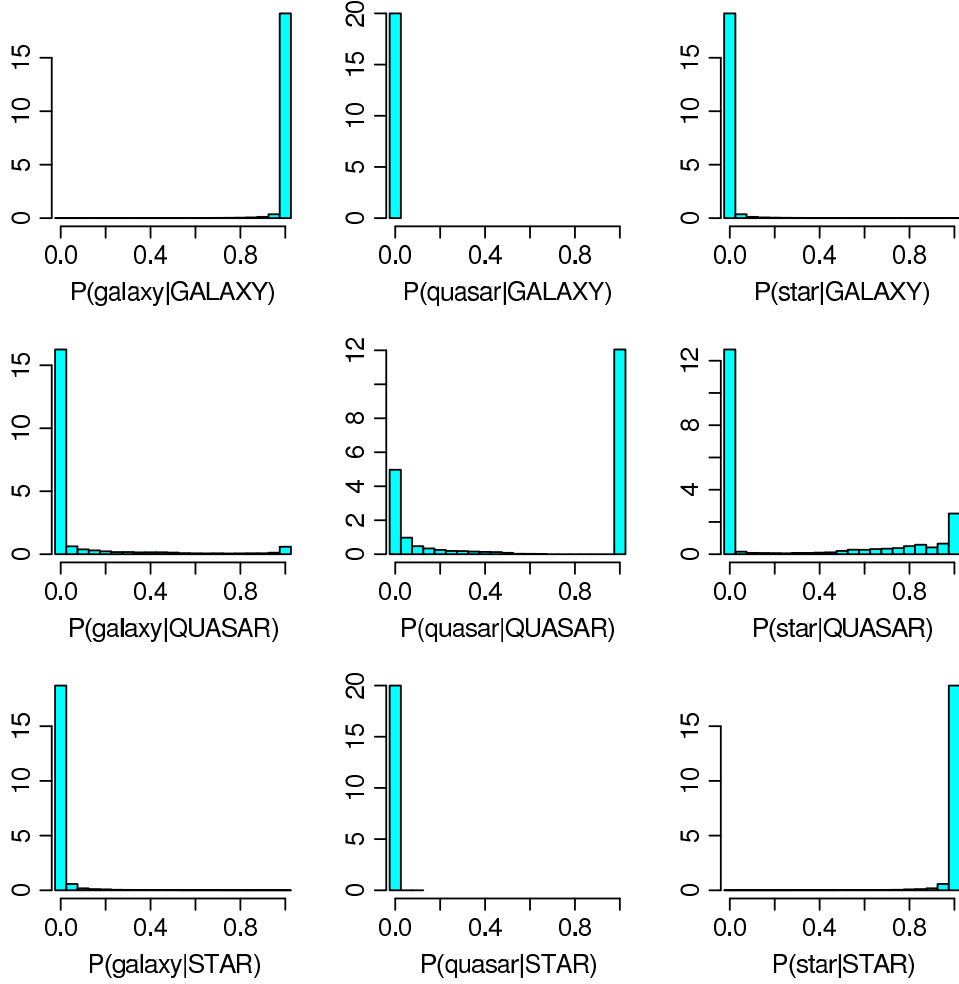 0 5 10 15
0.0 0.4 0.8
P(galaxy|GALAXY)
0 5 10 15 20
0.0 0.4 0.8
P(quasar|GALAXY)
0 5 10 15
0.0 0.4 0.8
P(star|GALAXY)
0 5 10 15
0.0 0.4 0.8
P(galaxy|QUASAR)
0 2 4 6 8 12
0.0 0.4 0.8
P(quasar|QUASAR)
0 4 8 12
0.0 0.4 0.8
P(star|QUASAR)
0 5 10 15
0.0 0.4 0.8
P(galaxy|STAR)
0 5 10 15 20
0.0 0.4 0.8
P(quasar|STAR)
0 5 10 15
0.0 0.4 0.8
P(star|STAR)